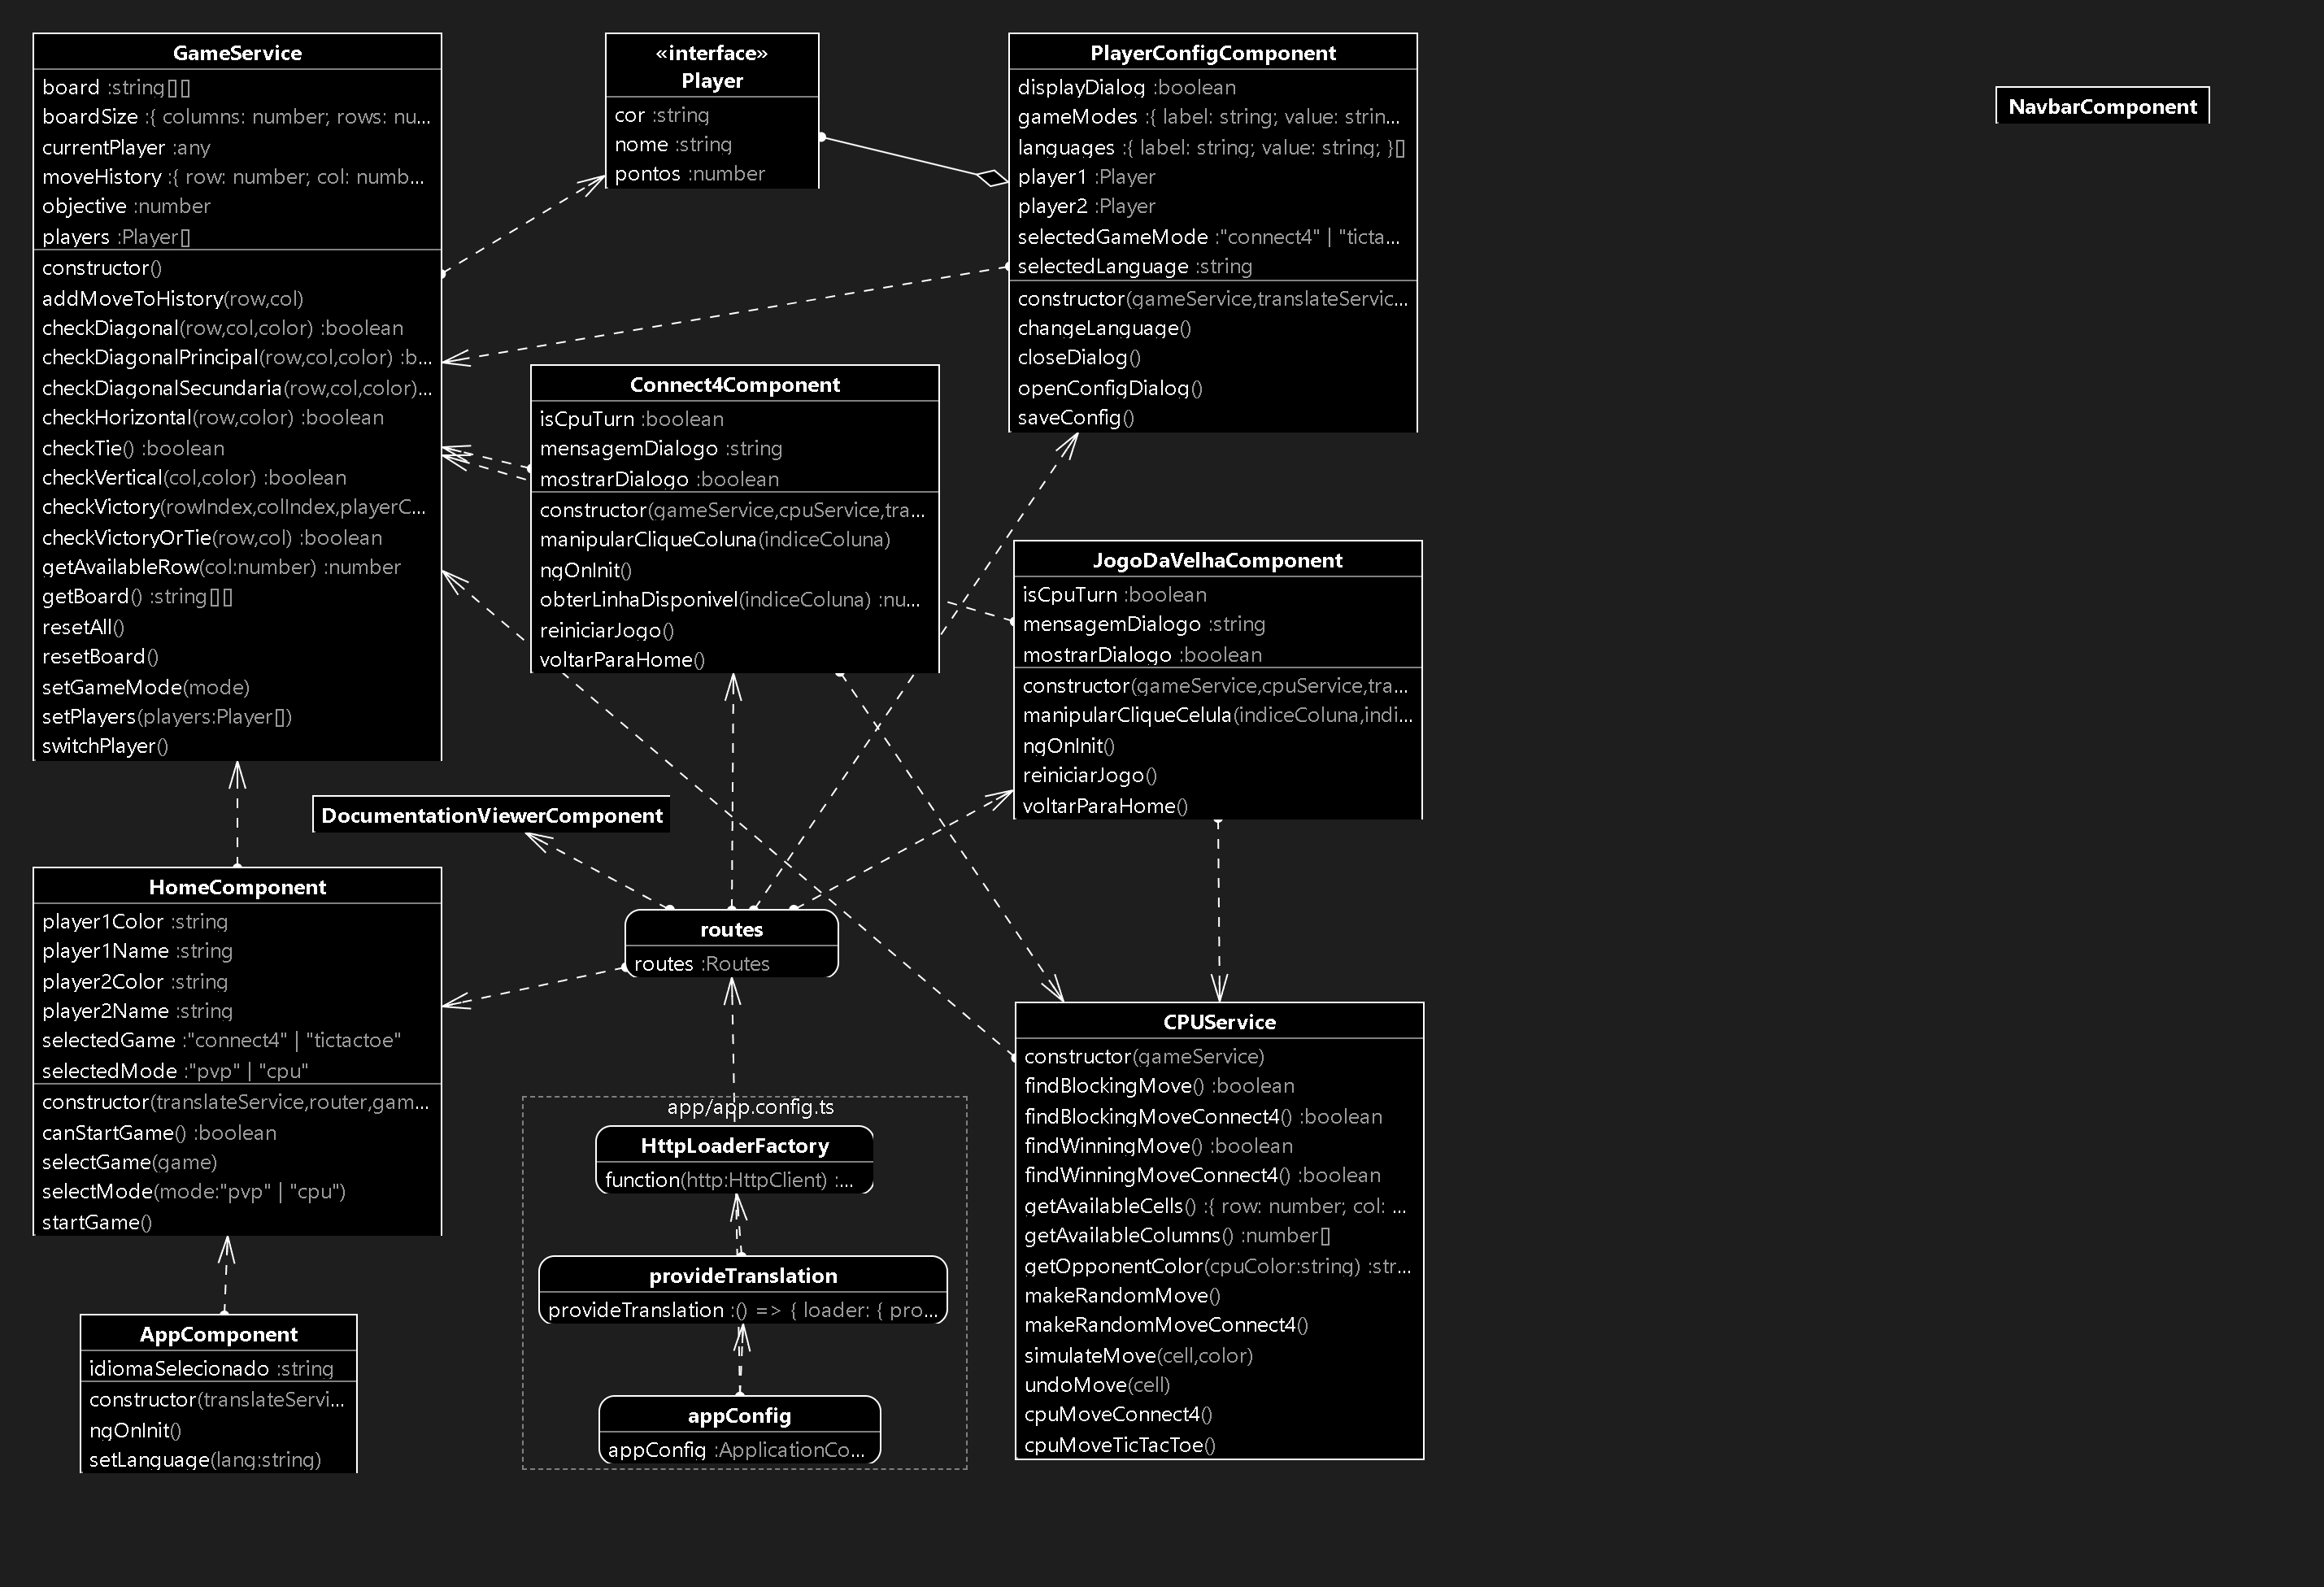 GameService
board :string[][]
boardSize :{ columns: number; rows: nu...
currentPlayer :any
moveHistory :{ row: number; col: numb...
objective :number
players :Player[]
constructor()
addMoveToHistory(row,col)
checkDiagonal(row,col,color) :boolean
checkDiagonalPrincipal(row,col,color) :b...
checkDiagonalSecundaria(row,col,color)...
checkHorizontal(row,color) :boolean
checkTie() :boolean
checkVertical(col,color) :boolean
checkVictory(rowIndex,colIndex,playerC...
checkVictoryOrTie(row,col) :boolean
getAvailableRow(col:number) :number
getBoard() :string[][]
resetAll()
resetBoard()
setGameMode(mode)
setPlayers(players:Player[])
switchPlayer()
«interface»
Player
cor :string
nome :string
pontos :number
PlayerConfigComponent
displayDialog :boolean
gameModes :{ label: string; value: strin...
languages :{ label: string; value: string; }[]
player1 :Player
player2 :Player
selectedGameMode :"connect4" | "ticta...
selectedLanguage :string
constructor(gameService,translateServic...
changeLanguage()
closeDialog()
openConfigDialog()
saveConfig()
NavbarComponent
Connect4Component
isCpuTurn :boolean
mensagemDialogo :string
mostrarDialogo :boolean
constructor(gameService,cpuService,tra...
manipularCliqueColuna(indiceColuna)
ngOnInit()
obterLinhaDisponivel(indiceColuna) :nu...
reiniciarJogo()
voltarParaHome()
JogoDaVelhaComponent
isCpuTurn :boolean
mensagemDialogo :string
mostrarDialogo :boolean
constructor(gameService,cpuService,tra...
manipularCliqueCelula(indiceColuna,indi...
ngOnInit()
reiniciarJogo()
voltarParaHome()
DocumentationViewerComponent
HomeComponent
player1Color :string
player1Name :string
player2Color :string
player2Name :string
selectedGame :"connect4" | "tictactoe"
selectedMode :"pvp" | "cpu"
constructor(translateService,router,gam...
canStartGame() :boolean
selectGame(game)
selectMode(mode:"pvp" | "cpu")
startGame()
routes
routes :Routes
CPUService
constructor(gameService)
findBlockingMove() :boolean
findBlockingMoveConnect4() :boolean
findWinningMove() :boolean
findWinningMoveConnect4() :boolean
getAvailableCells() :{ row: number; col: ...
getAvailableColumns() :number[]
getOpponentColor(cpuColor:string) :str...
makeRandomMove()
makeRandomMoveConnect4()
simulateMove(cell,color)
undoMove(cell)
cpuMoveConnect4()
cpuMoveTicTacToe()
app/app.config.ts
HttpLoaderFactory
function(http:HttpClient) :...
provideTranslation
provideTranslation :() => { loader: { pro...
appConfig
appConfig :ApplicationCo...
AppComponent
idiomaSelecionado :string
constructor(translateServi...
ngOnInit()
setLanguage(lang:string)